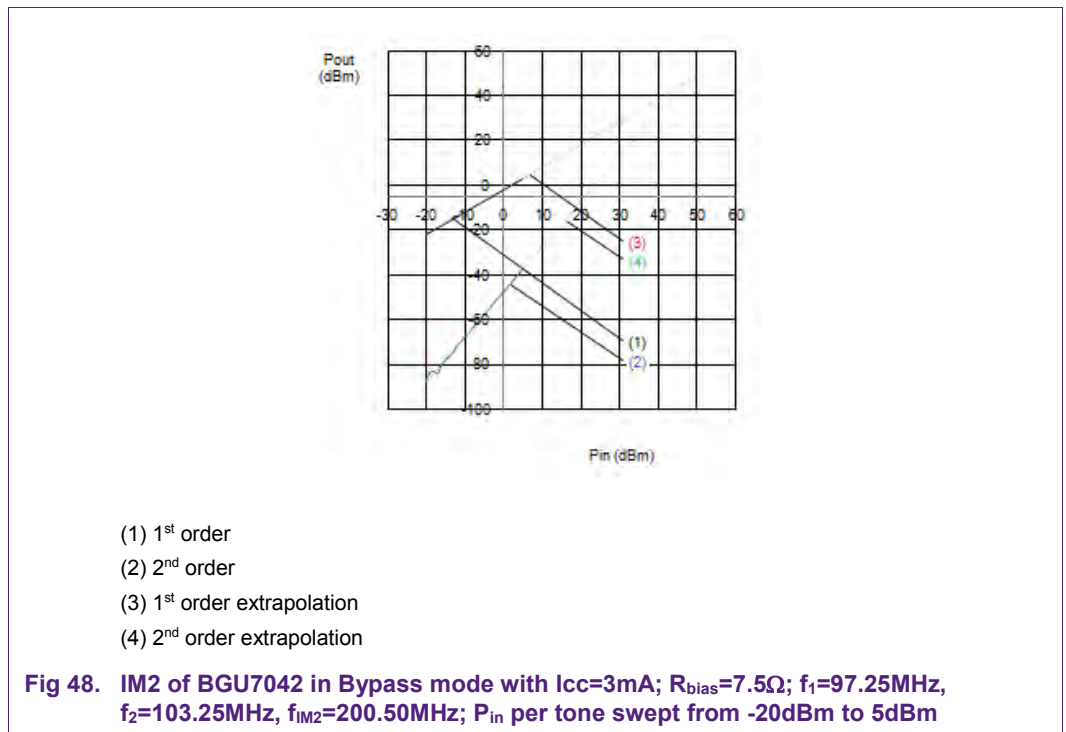 Pout
(dBm)
60
40
20
0
-30 -20 -10 0 10 20 30 40 50 60
-20
(3)
(4)
-40
-60
(1)
(2)
-80
-100
Pin (dBm)
(1) 1st order
(2) 2nd order
(3) 1st order extrapolation
(4) 2nd order extrapolation
Fig 48. IM2 of BGU7042 in Bypass mode with Icc=3mA; Rbias=7.5Ω; f1=97.25MHz,
f2=103.25MHz, fIM2=200.50MHz; Pin per tone swept from -20dBm to 5dBm